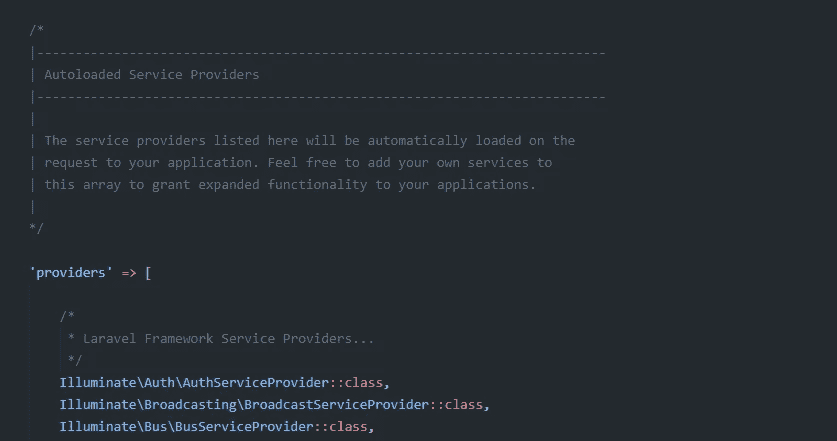 /*
|--------------------------------------------------------------------------
| Autoloaded Service Providers
|--------------------------------------------------------------------------
|
| The service providers listed here will be automatically loaded on the
| request to your application. Feel free to add your own services to
| this array to grant expanded functionality to your applications.
|
*/
'providers' => [
/*
* Laravel Framework Service Providers...
*/
Illuminate\Auth\AuthServiceProvider::class,
Illuminate\Broadcasting\BroadcastServiceProvider::class,
Illuminate\Bus\BusServiceProvider::class,